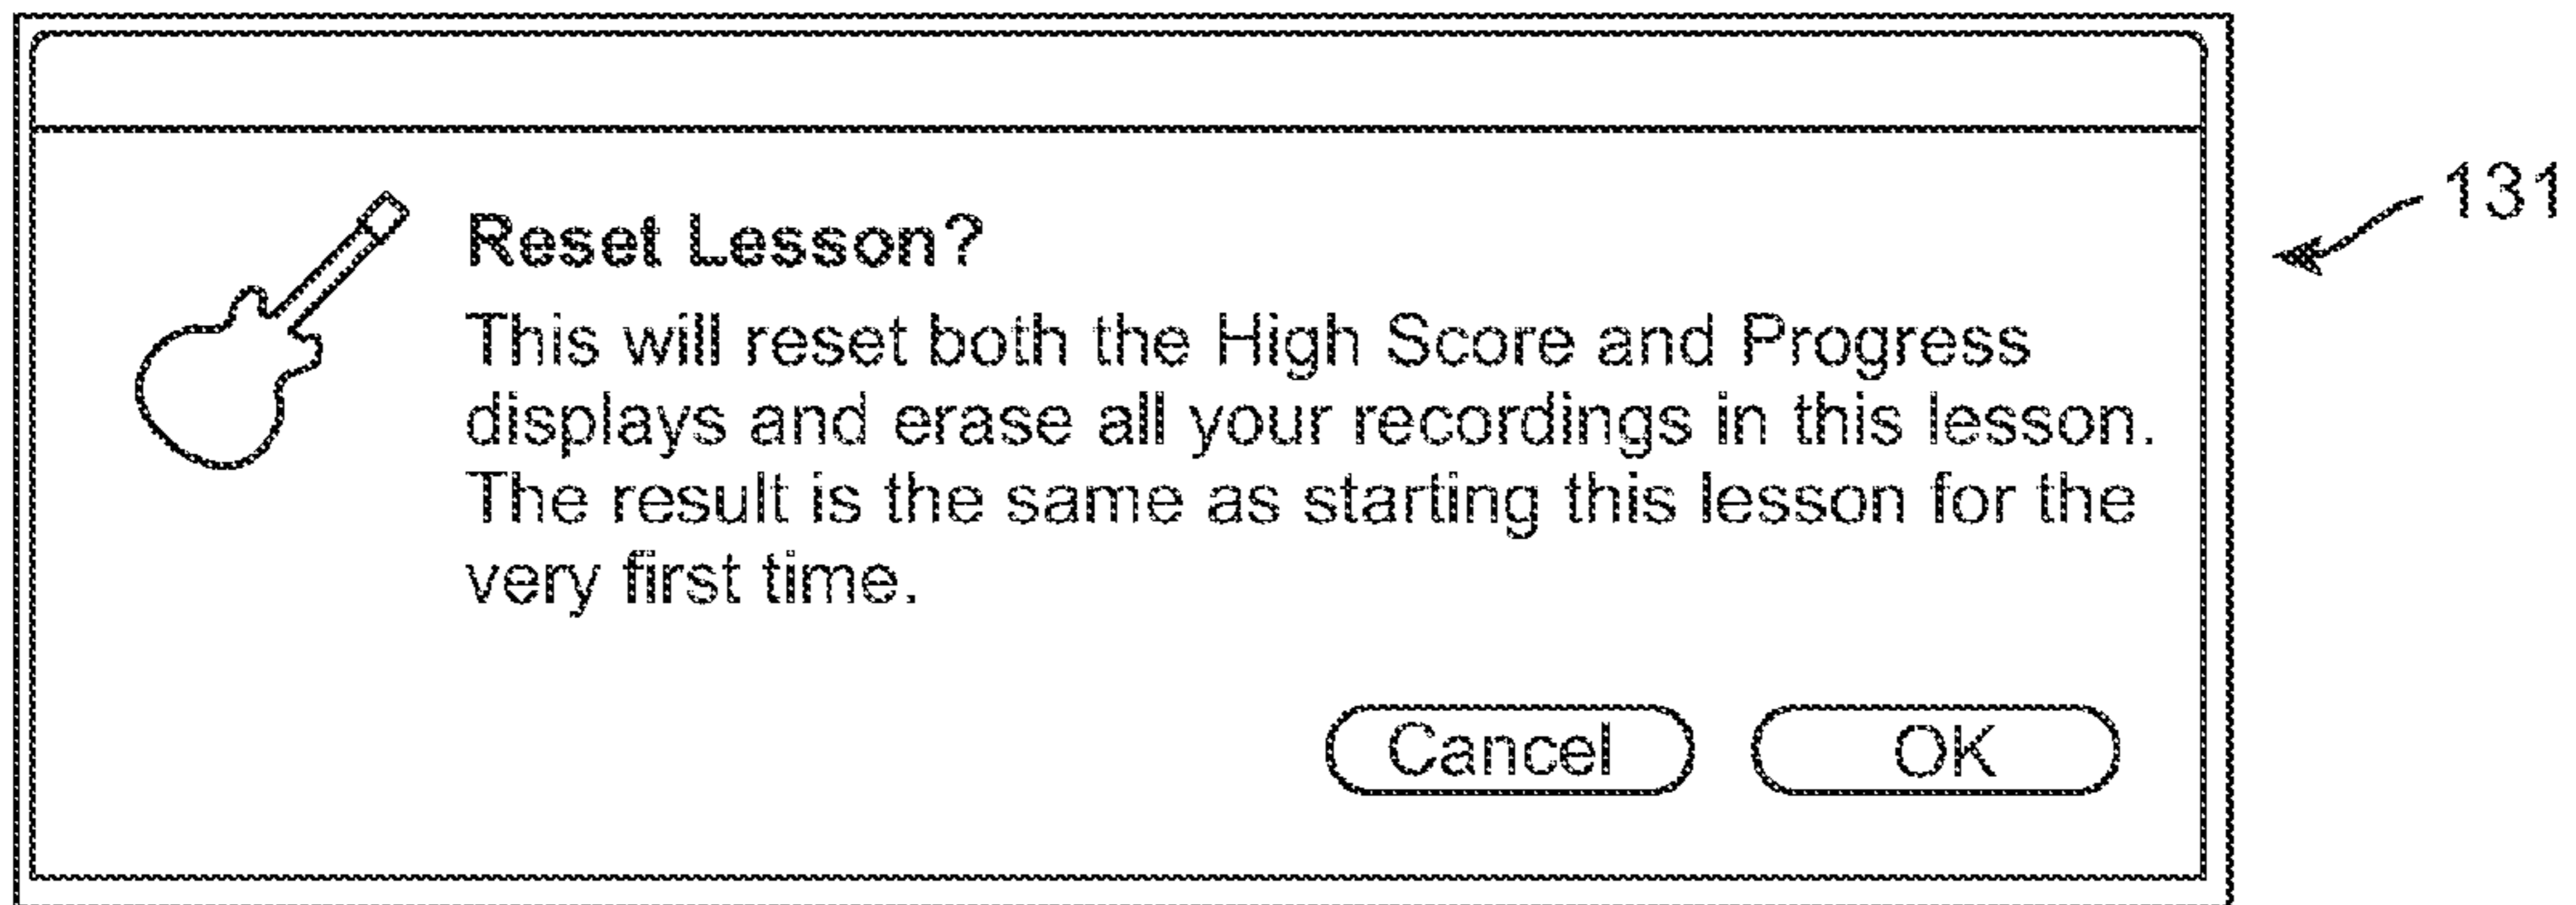 131
Reset Lesson?
This will reset both the High Score and Progress
displays and erase all your recordings in this lesson.
The result is the same as starting this lesson for the
very first time.
Cancel OK